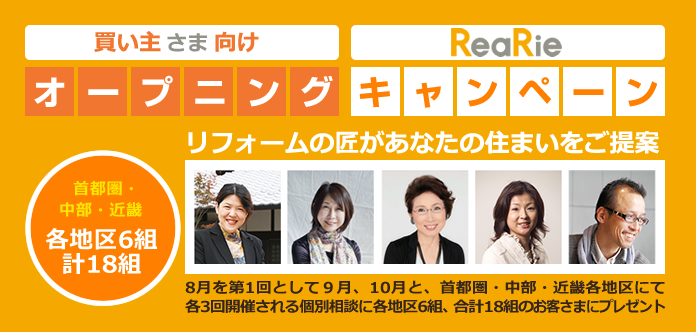 買い主さま向け
ReaRie
オープニングキャンペーン
リフォームの匠があなたの住まいをご提案
首都圏・
中部・近畿
各地区6組
計18組
8月を第1回として9月、10月と、首都圏・中部・近畿各地区にて
各3回開催される個別相談に各地区6組、合計18組のお客さまにプレゼント